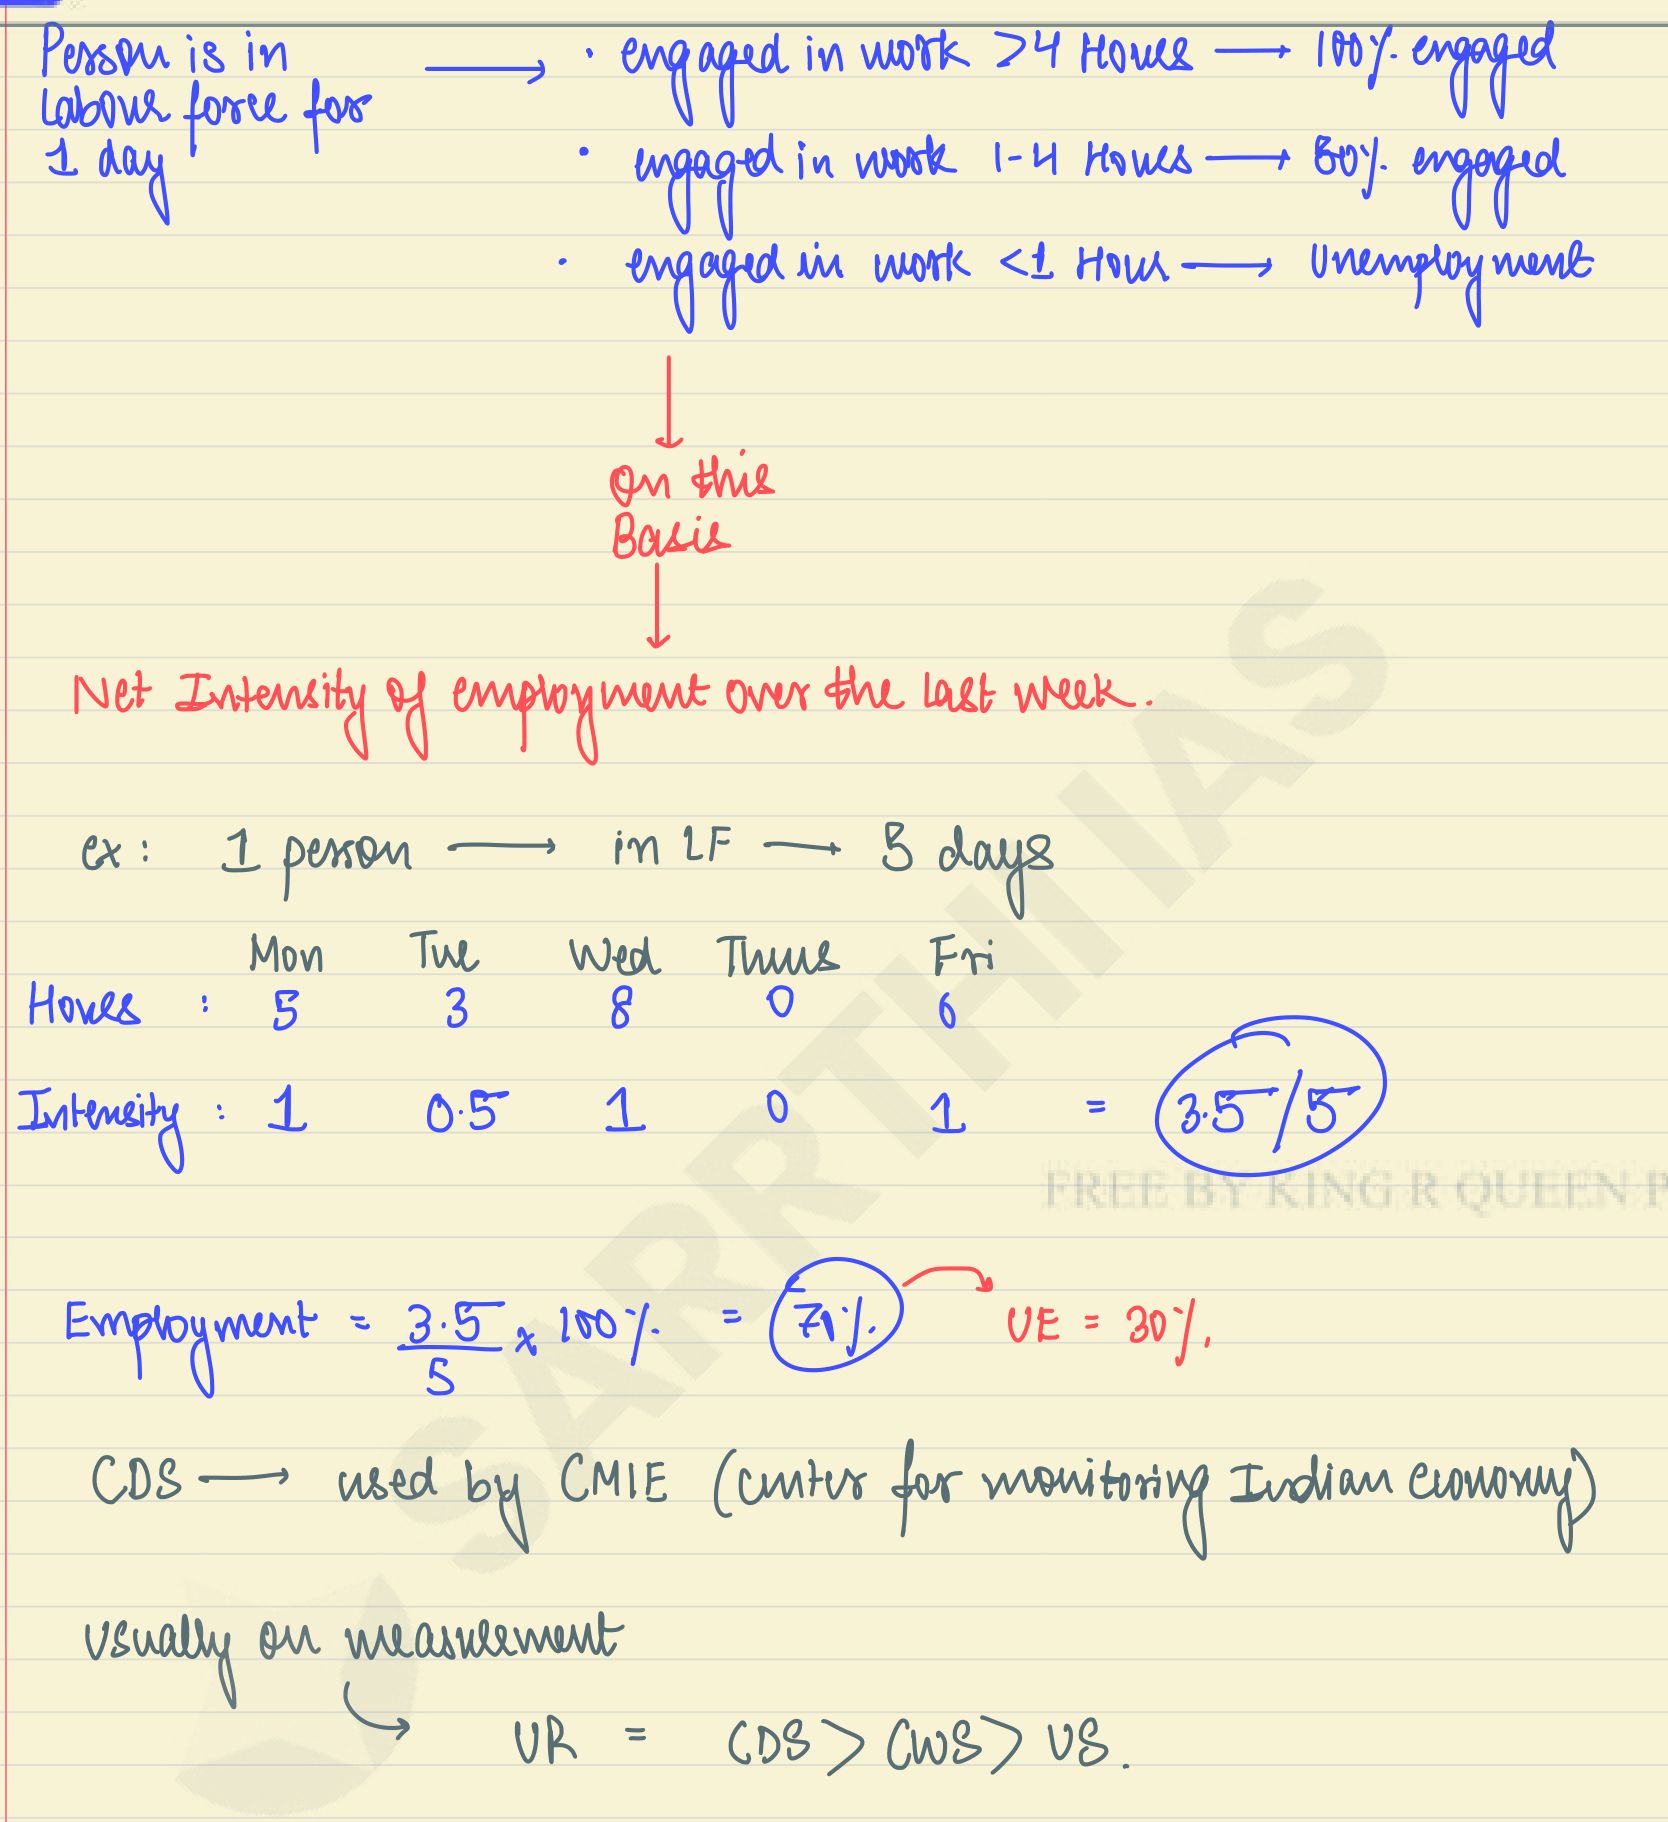 Person is in
Labour force for
1 day
→ · engaged in work >4 Hours → 100% engaged
· engaged in work 1-4 Hours → 50% engaged
· engaged in work <1 Hour → Unemployment
On this
Basis
Net Intensity of employment over the last week.
ex: 1 person → in LF → 5 days
Mon Tue Wed Thurs Fri
Hours : 5 3 8 0 6
Intensity : 1 0.5 1 0 1 = 3.5/5
FREE BY KING R QUEEN P
Employment = 3.5/5 x 100% = 70% → UE = 30%.
CDS → used by CMIE (center for monitoring Indian economy)
usually on measurement
UR = CDS > CWS > US.
SARRTHI IAS